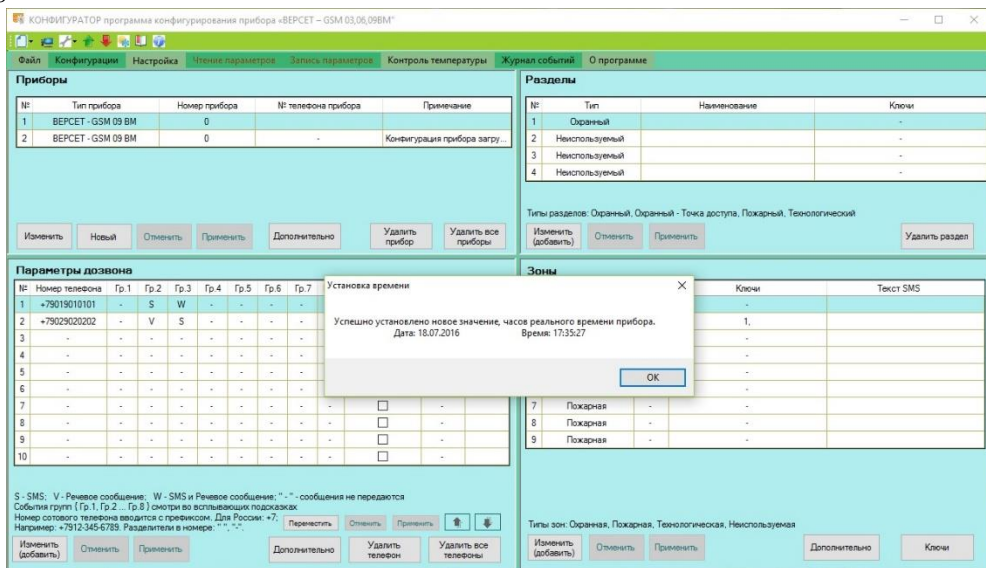 КОНФИГУРАТОР программа конфигурирования прибора «ВЕРСЕТ – GSM 03,06,09ВМ"
Файл Конфигурации Настройка Чтение параметров Запись параметров Контроль температуры Журнал событий О программе
Приборы
№ Тип прибора Номер прибора № телефона прибора Примечание
1 ВЕРСЕТ - GSM 09 ВМ 0
2 ВЕРСЕТ - GSM 09 ВМ 0 - Конфигурация прибора загру...
Изменить Новый Отменить Применить Дополнительно Удалить прибор Удалить все приборы
Разделы
№ Тип Наименование Ключи
1 Охранный -
2 Неиспользуемый -
3 Неиспользуемый -
4 Неиспользуемый -
Типы разделов: Охранный, Охранный - Точка доступа, Пожарный, Технологический
Изменить (добавить) Отменить Применить Удалить раздел
Параметры дозвона
№ Номер телефона Гр.1 Гр.2 Гр.3 Гр.4 Гр.5 Гр.6 Гр.7
1 +79019010101 - S W - - - -
2 +79029020202 - V S - - - -
3 - - - - - - - -
4 - - - - - - - -
5 - - - - - - - -
6 - - - - - - - -
7 - - - - - - - - - -
8 - - - - - - - - - -
9 - - - - - - - - - -
10 - - - - - - - - - -
S - SMS; V - Речевое сообщение; W - SMS и Речевое сообщение; " - " - сообщения не передаются
События групп ( Гр.1, Гр.2 ... Гр.8 ) смотри во всплывающих подсказках
Номер сотового телефона вводится с префиксом. Для России: +7;
Например: +7912-345-6789. Разделители в номере: " ", "-".
Переместить Отменить Применить
Изменить (добавить) Отменить Применить Дополнительно Удалить телефон Удалить все телефоны
Установка времени
Успешно установлено новое значение, часов реального времени прибора.
Дата: 18.07.2016 Время: 17:35:27
OK
Зоны
Ключи Текст SMS
-
1,
-
-
-
-
7 Пожарная - -
8 Пожарная - -
9 Пожарная - -
Типы зон: Охранная, Пожарная, Технологическая, Неиспользуемая
Изменить (добавить) Отменить Применить Дополнительно Ключи